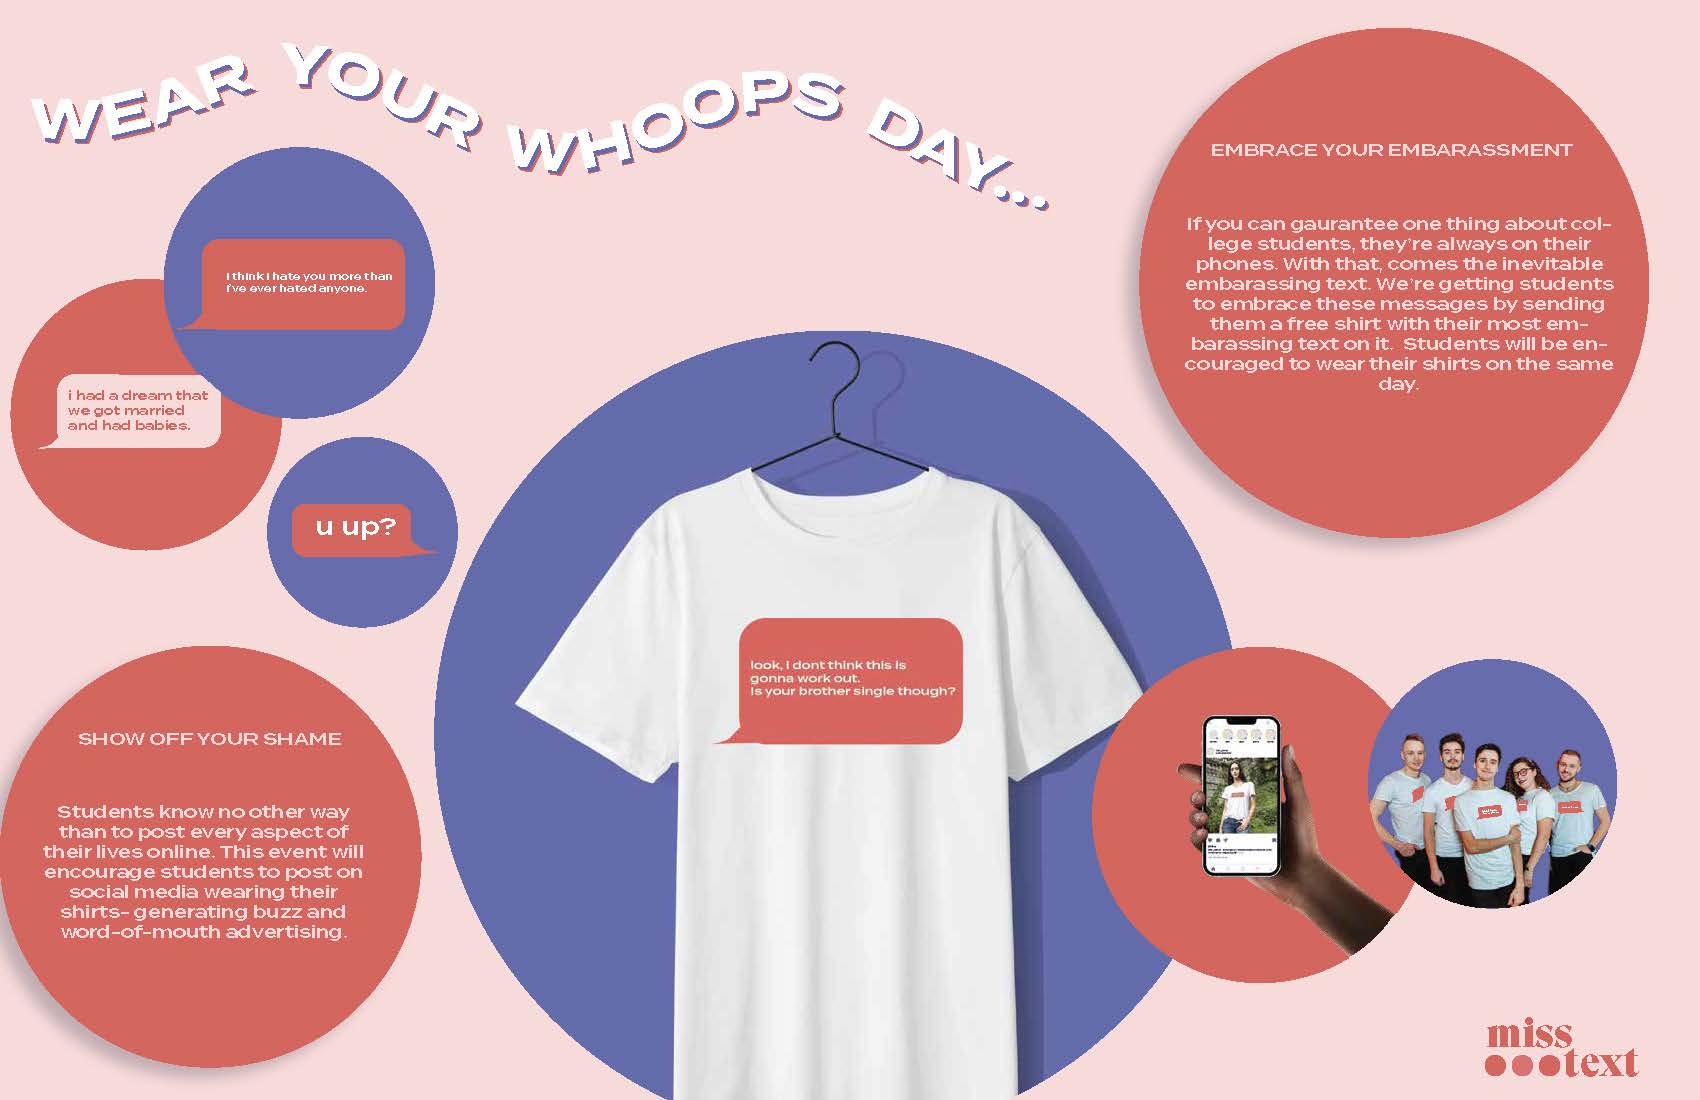 WEAR YOUR WHOOPS DAY...
EMBRACE YOUR EMBARASSMENT
If you can gaurantee one thing about col-
lege students, they're always on their
phones. With that, comes the inevitable
embarassing text. We're getting students
to embrace these messages by sending
them a free shirt with their most em-
barassing text on it. Students will be en-
couraged to wear their shirts on the same
day.
I think I hate you more than
I've ever hated anyone.
i had a dream that
we got married
and had babies.
u up?
look, I dont think this is
gonna work out.
Is your brother single though?
SHOW OFF YOUR SHAME
Students know no other way
than to post every aspect of
their lives online. This event will
encourage students to post on
social media wearing their
shirts- generating buzz and
word-of-mouth advertising.
miss
text